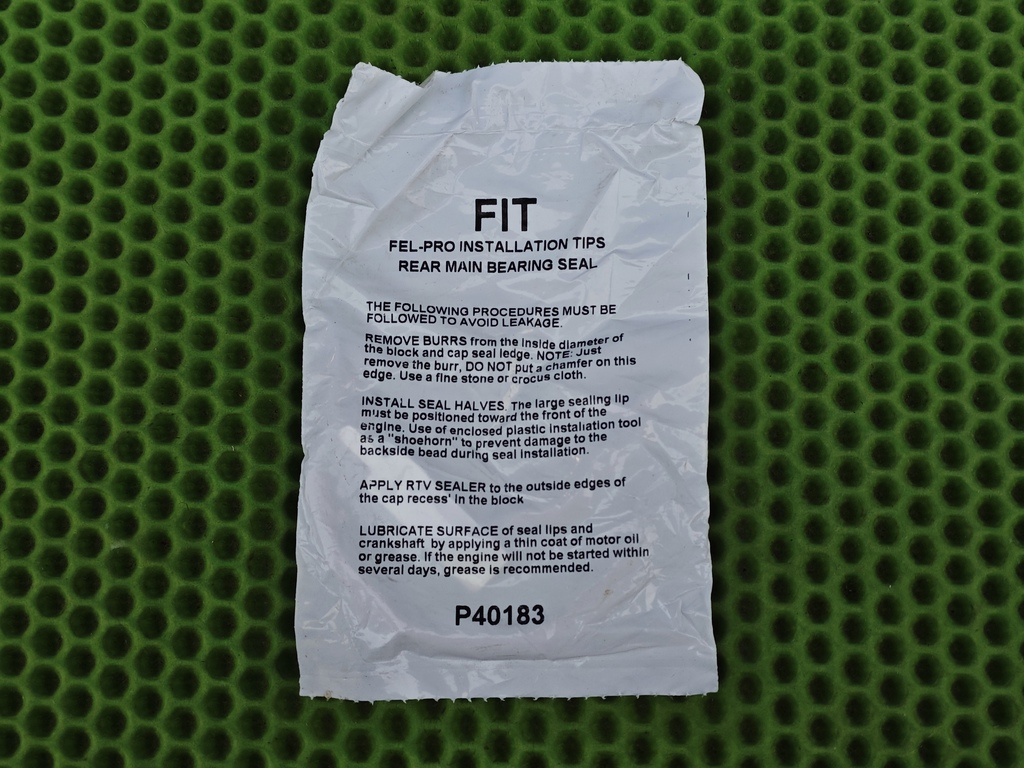 FIT
FEL-PRO INSTALLATION TIPS
REAR MAIN BEARING SEAL
THE FOLLOWING PROCEDURES MUST BE
FOLLOWED TO AVOID LEAKAGE.
REMOVE BURRS from the inside diameter of
the block and cap seal ledge. NOTE: Just
remove the burr, DO NOT put a chamfer on this
edge. Use a fine stone or crocus cloth.
INSTALL SEAL HALVES. The large sealing lip
must be positioned toward the front of the
engine. Use of enclosed plastic installation tool
as a "shoehorn" to prevent damage to the
backside bead during seal installation.
APPLY RTV SEALER to the outside edges of
the cap recess' in the block
LUBRICATE SURFACE of seal lips and
crankshaft by applying a thin coat of motor oil
or grease. If the engine will not be started within
several days, grease is recommended.
P40183